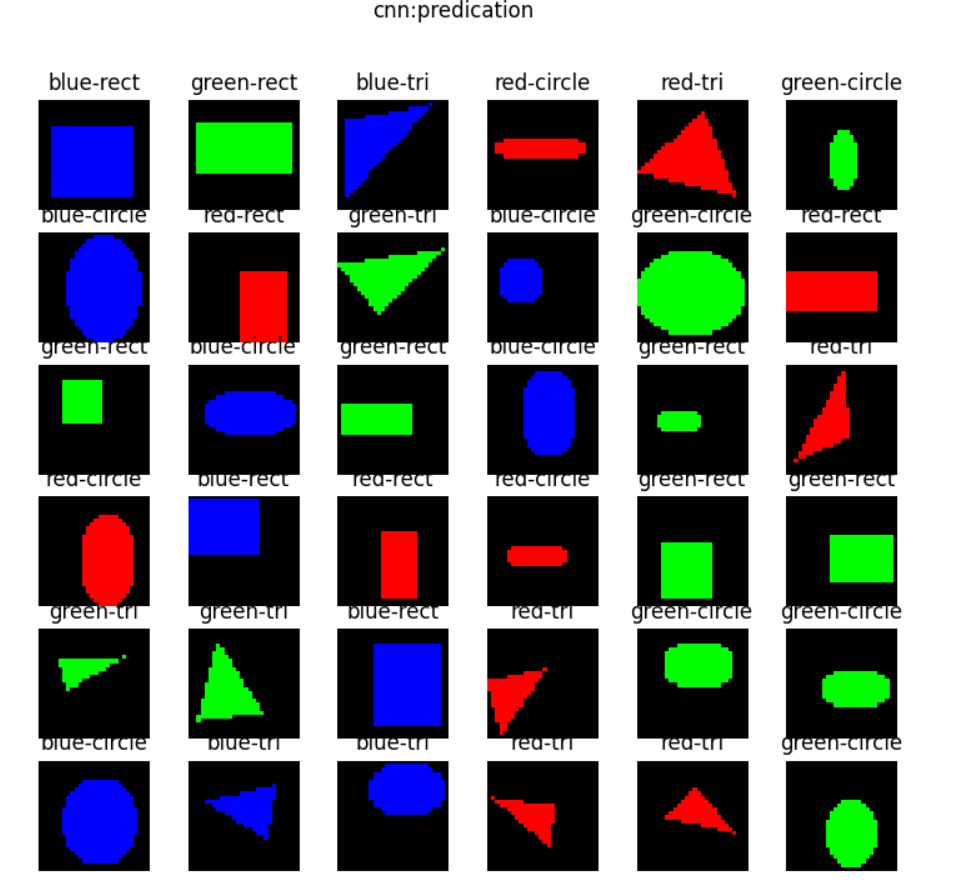 cnn:predication
blue-rect green-rect blue-tri red-circle red-tri green-circle
blue-circle red-rect green-tri blue-circle green-circle red-rect
green-rect blue-circle green-rect blue-circle green-rect red-tri
red-circle blue-rect red-rect red-circle green-rect green-rect
green-tri green-tri blue-rect red-tri green-circle green-circle
blue-circle blue-tri blue-tri red-tri red-tri green-circle